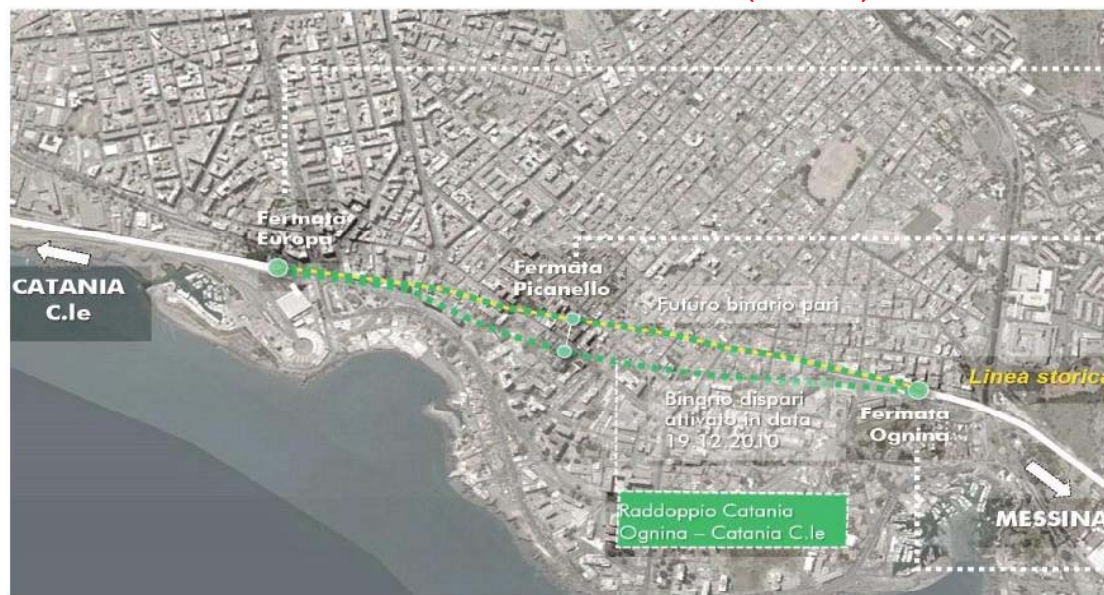 Fermata
Europa
CATANIA
C.le
Fermata
Picanello
Futuro binario pari
Linea storica
Binario dispari
attivato in data
19.12.2010
Fermata
Ognina
Raddoppio Catania
Ognina – Catania C.le
MESSINA